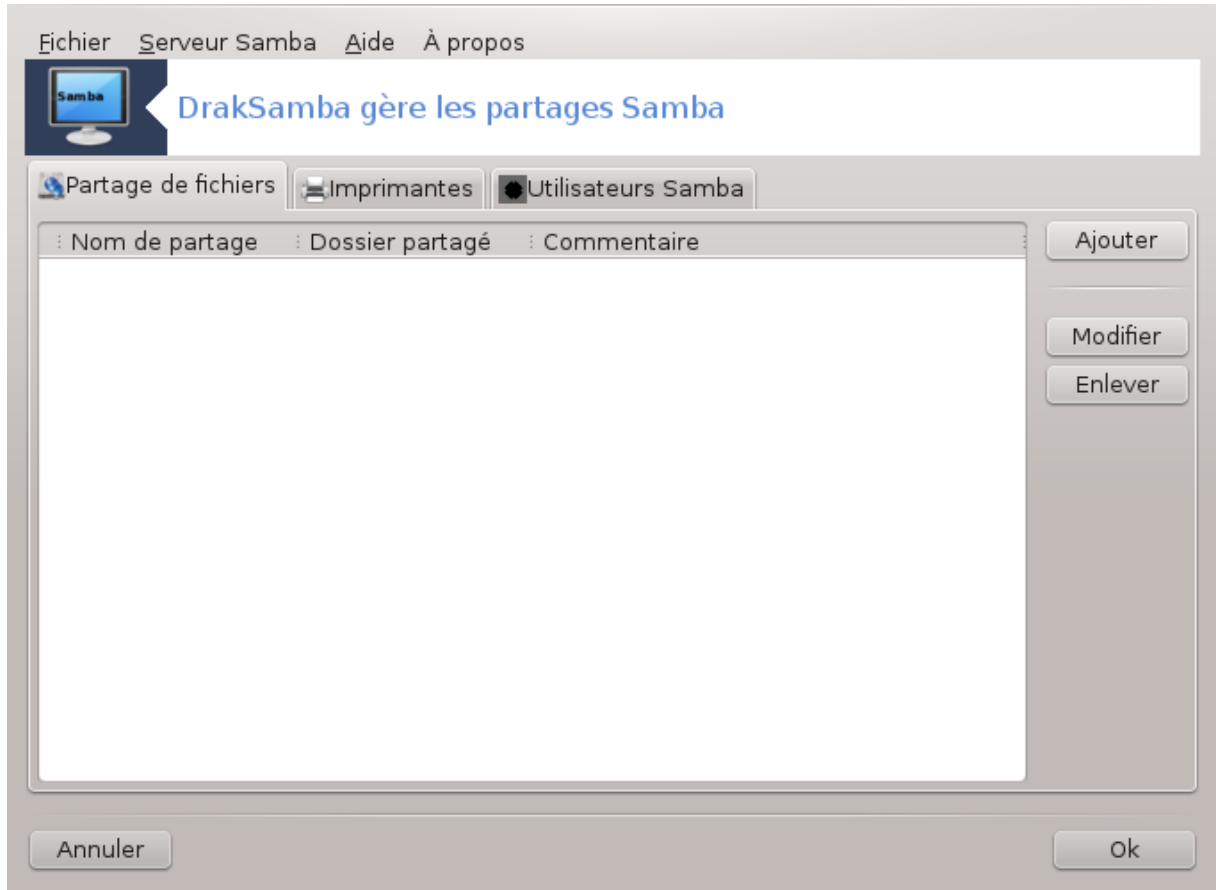 Fichier Serveur Samba Aide À propos
Samba
DrakSamba gère les partages Samba
Partage de fichiers Imprimantes Utilisateurs Samba
Nom de partage Dossier partagé Commentaire Ajouter
Modifier
Enlever
Annuler Ok